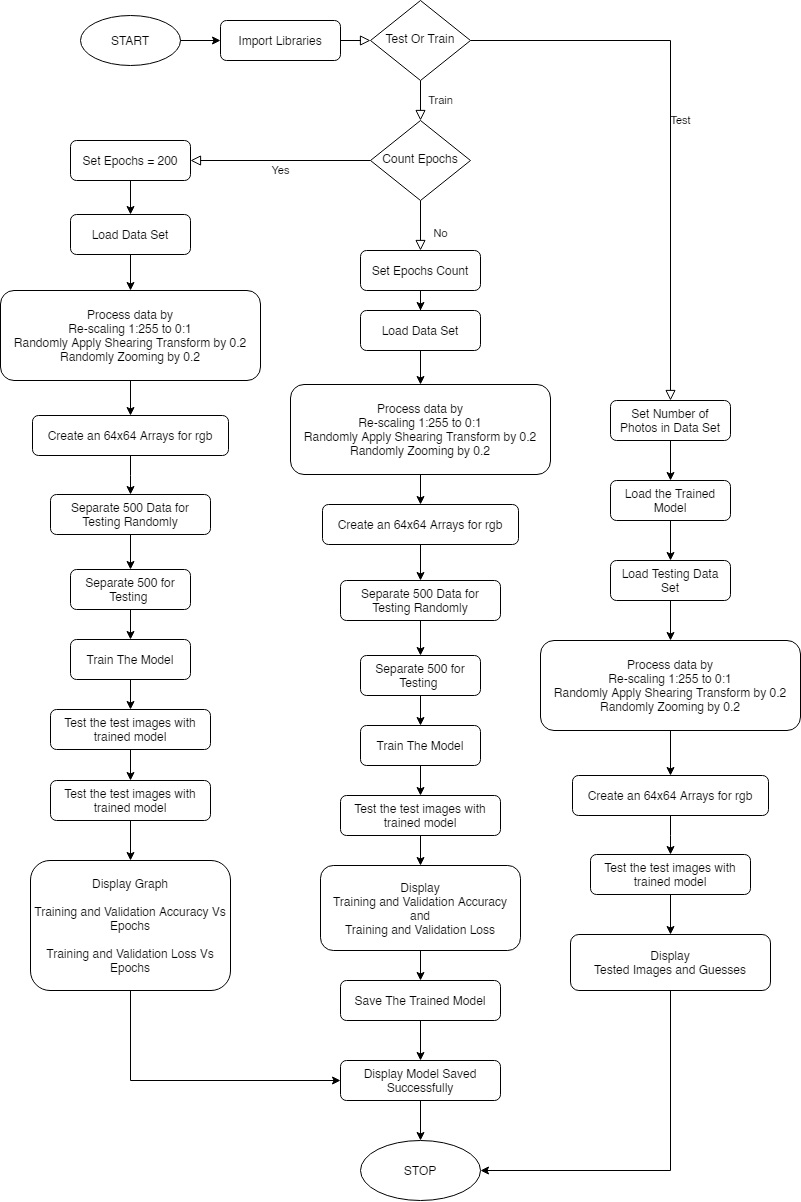 START
Import Libraries
Test Or Train
Train
Test
Count Epochs
Yes
No
Set Epochs = 200
Load Data Set
Process data by
Re-scaling 1:255 to 0:1
Randomly Apply Shearing Transform by 0.2
Randomly Zooming by 0.2
Create an 64x64 Arrays for rgb
Separate 500 Data for
Testing Randomly
Separate 500 for
Testing
Train The Model
Test the test images with
trained model
Test the test images with
trained model
Display Graph
Training and Validation Accuracy Vs
Epochs
Training and Validation Loss Vs
Epochs
Set Epochs Count
Load Data Set
Process data by
Re-scaling 1:255 to 0:1
Randomly Apply Shearing Transform by 0.2
Randomly Zooming by 0.2
Create an 64x64 Arrays for rgb
Separate 500 Data for
Testing Randomly
Separate 500 for
Testing
Train The Model
Test the test images with
trained model
Display
Training and Validation Accuracy
and
Training and Validation Loss
Save The Trained Model
Display Model Saved
Successfully
Set Number of
Photos in Data Set
Load the Trained
Model
Load Testing Data
Set
Process data by
Re-scaling 1:255 to 0:1
Randomly Apply Shearing Transform by 0.2
Randomly Zooming by 0.2
Create an 64x64 Arrays for rgb
Test the test images with
trained model
Display
Tested Images and Guesses
STOP